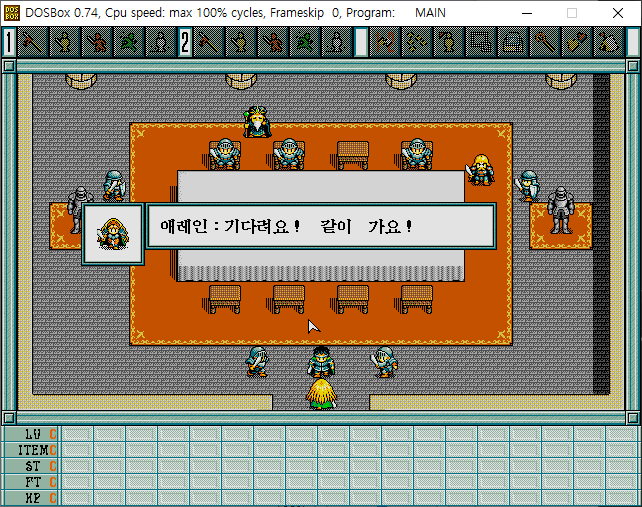 DOSBox 0.74, Cpu speed: max 100% cycles, Frameskip 0, Program: MAIN
1
2
애레인 : 기다려요! 같이 가요!
LV C
ITEM C
ST C
FT C
XP C